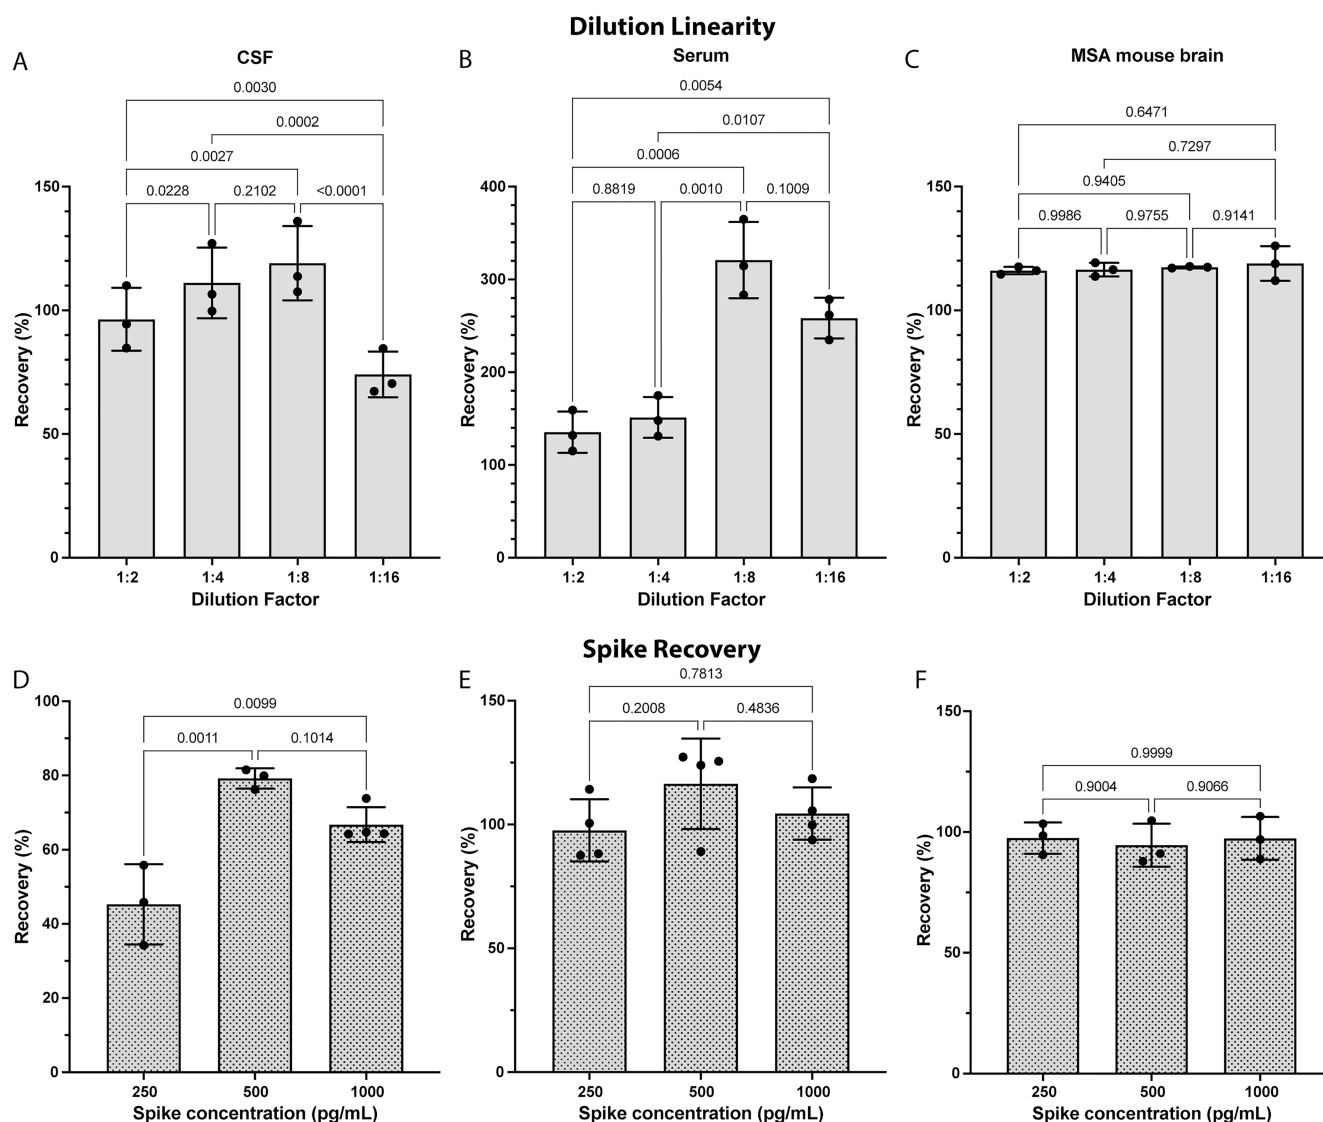 Dilution Linearity
A
CSF
0.0030
0.0002
0.0027
0.0228 0.2102 <0.0001
150
100
50
0
Recovery (%)
1:2 1:4 1:8 1:16
Dilution Factor
B
Serum
0.0054
0.0107
0.0006
0.8819 0.0010 0.1009
400
300
200
100
0
Recovery (%)
1:2 1:4 1:8 1:16
Dilution Factor
C
MSA mouse brain
0.6471
0.7297
0.9405
0.9986 0.9755 0.9141
150
100
50
0
Recovery (%)
1:2 1:4 1:8 1:16
Dilution Factor
Spike Recovery
D
0.0099
0.0011 0.1014
100
80
60
40
20
0
Recovery (%)
250 500 1000
Spike concentration (pg/mL)
E
0.7813
0.2008 0.4836
150
100
50
0
Recovery (%)
250 500 1000
Spike concentration (pg/mL)
F
0.9999
0.9004 0.9066
150
100
50
0
Recovery (%)
250 500 1000
Spike concentration (pg/mL)